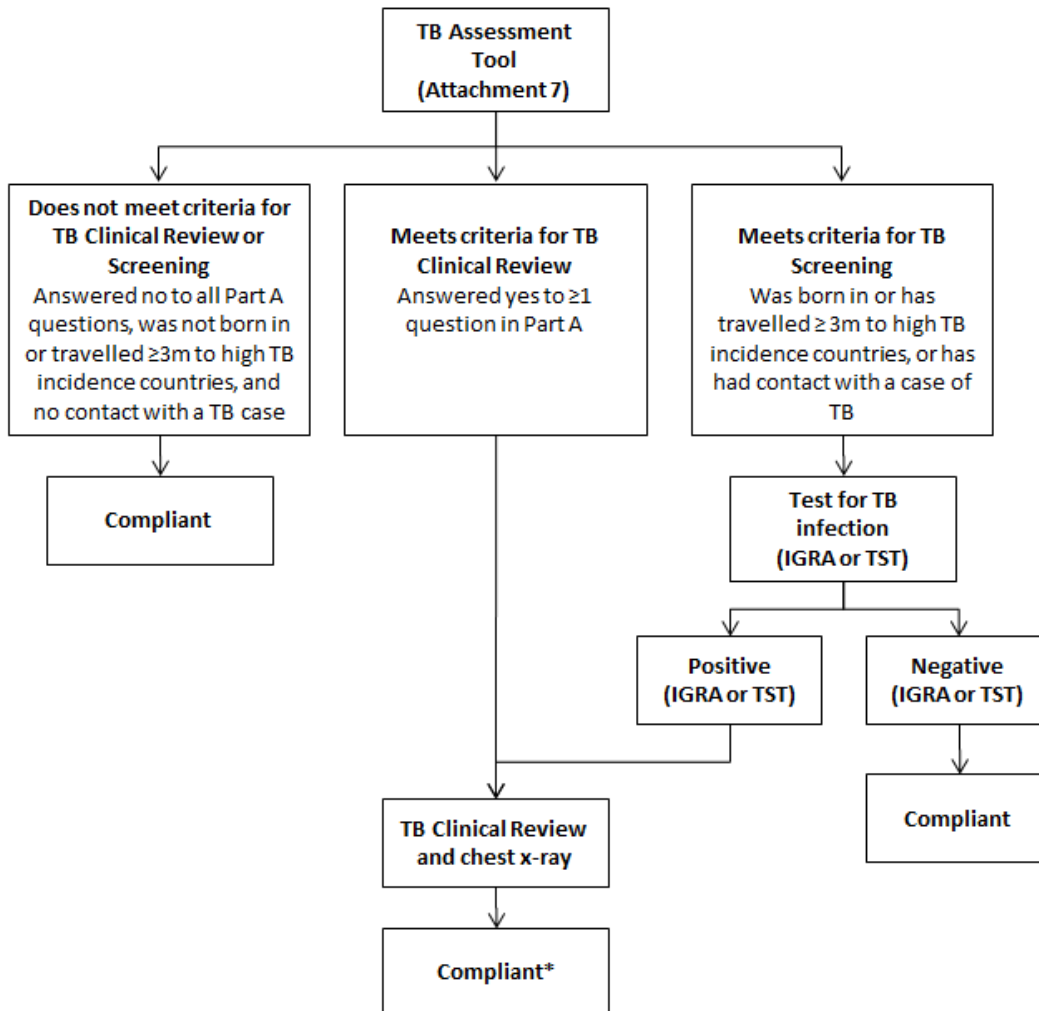 TB Assessment
Tool
(Attachment 7)
Does not meet criteria for
TB Clinical Review or
Screening
Answered no to all Part A
questions, was not born in
or travelled ≥3m to high TB
incidence countries, and
no contact with a TB case
Meets criteria for TB
Clinical Review
Answered yes to ≥1
question in Part A
Meets criteria for TB
Screening
Was born in or has
travelled ≥ 3m to high TB
incidence countries, or has
had contact with a case of
TB
Compliant
Test for TB
infection
(IGRA or TST)
Positive
(IGRA or TST)
Negative
(IGRA or TST)
TB Clinical Review
and chest x-ray
Compliant
Compliant*